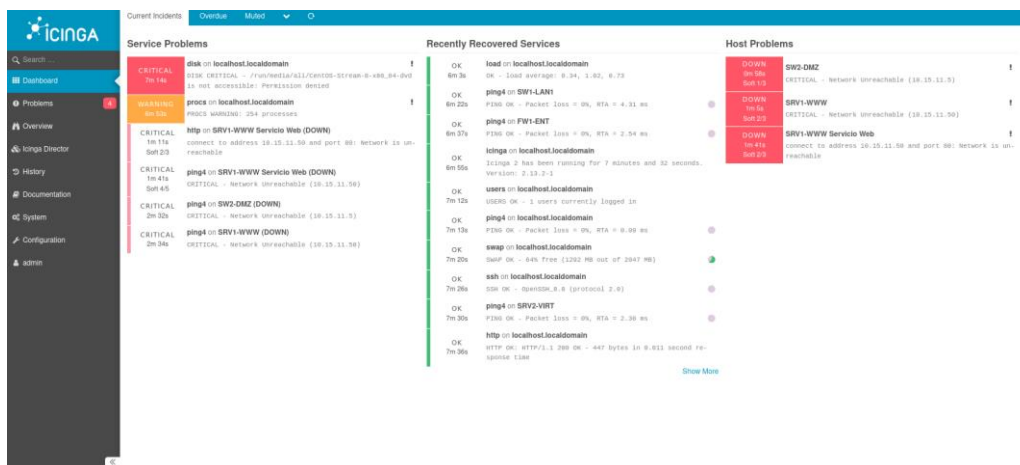 ICINGA
Search ...
Dashboard
Problems
4
Overview
Icinga Director
History
Documentation
System
Configuration
admin
Current Incidents
Overdue
Muted
Service Problems
CRITICAL
7m 14s
disk on localhost.localdomain
!
DISK CRITICAL - /run/media/ali/CentOS-Stream-8-x86_64-dvd
is not accessible: Permission denied
WARNING
6m 53s
procs on localhost.localdomain
!
PROCS WARNING: 254 processes
CRITICAL
1m 11s
Soft 2/3
http on SRV1-WWW Servicio Web (DOWN)
connect to address 10.15.11.50 and port 80: Network is un-
reachable
CRITICAL
1m 41s
Soft 4/5
ping4 on SRV1-WWW Servicio Web (DOWN)
CRITICAL - Network Unreachable (10.15.11.50)
CRITICAL
2m 32s
ping4 on SW2-DMZ (DOWN)
CRITICAL - Network Unreachable (10.15.11.5)
CRITICAL
2m 34s
ping4 on SRV1-WWW (DOWN)
CRITICAL - Network Unreachable (10.15.11.50)
Recently Recovered Services
OK
6m 3s
load on localhost.localdomain
OK - load average: 0.34, 1.02, 0.73
OK
6m 22s
ping4 on SW1-LAN1
PING OK - Packet loss = 0%, RTA = 4.31 ms
OK
6m 37s
ping4 on FW1-ENT
PING OK - Packet loss = 0%, RTA = 2.54 ms
OK
6m 55s
icinga on localhost.localdomain
Icinga 2 has been running for 7 minutes and 32 seconds.
Version: 2.13.2-1
OK
7m 12s
users on localhost.localdomain
USERS OK - 1 users currently logged in
OK
7m 13s
ping4 on localhost.localdomain
PING OK - Packet loss = 0%, RTA = 0.09 ms
OK
7m 20s
swap on localhost.localdomain
SWAP OK - 64% free (1292 MB out of 2047 MB)
OK
7m 26s
ssh on localhost.localdomain
SSH OK - OpenSSH_8.0 (protocol 2.0)
OK
7m 30s
ping4 on SRV2-VIRT
PING OK - Packet loss = 0%, RTA = 2.30 ms
OK
7m 36s
http on localhost.localdomain
HTTP OK: HTTP/1.1 200 OK - 447 bytes in 0.011 second re-
sponse time
Show More
Host Problems
DOWN
0m 58s
Soft 1/3
SW2-DMZ
!
CRITICAL - Network Unreachable (10.15.11.5)
DOWN
1m 5s
Soft 2/3
SRV1-WWW
!
CRITICAL - Network Unreachable (10.15.11.50)
DOWN
1m 41s
Soft 2/3
SRV1-WWW Servicio Web
!
connect to address 10.15.11.50 and port 80: Network is un-
reachable